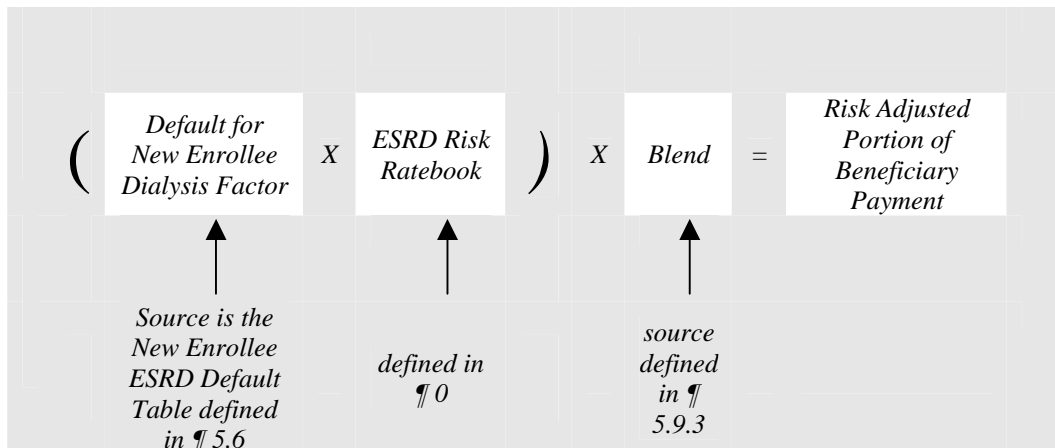 ( Default for New Enrollee Dialysis Factor X ESRD Risk Ratebook ) X Blend = Risk Adjusted Portion of Beneficiary Payment
Source is the
New Enrollee
ESRD Default
Table defined
in ¶ 5.6
defined in
¶ 0
source
defined
in ¶
5.9.3